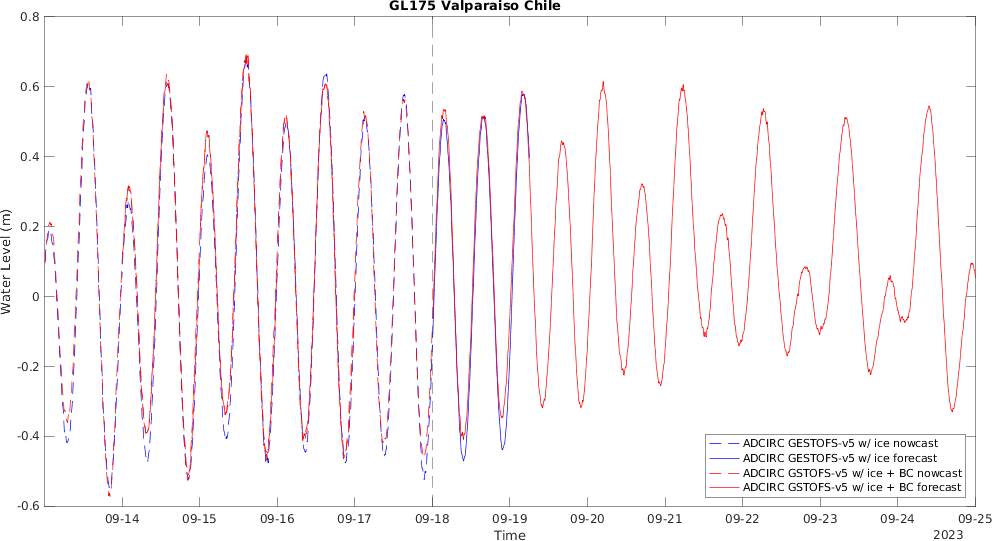 GL175 Valparaiso Chile
0.8
0.6
0.4
0.2
0
-0.2
-0.4
-0.6
Water Level (m)
ADCIRC GESTOFS-v5 w/ ice nowcast
ADCIRC GESTOFS-v5 w/ ice forecast
ADCIRC GSTOFS-v5 w/ ice + BC nowcast
ADCIRC GSTOFS-v5 w/ ice + BC forecast
09-14 09-15 09-16 09-17 09-18 09-19 09-20 09-21 09-22 09-23 09-24 09-25
Time
2023